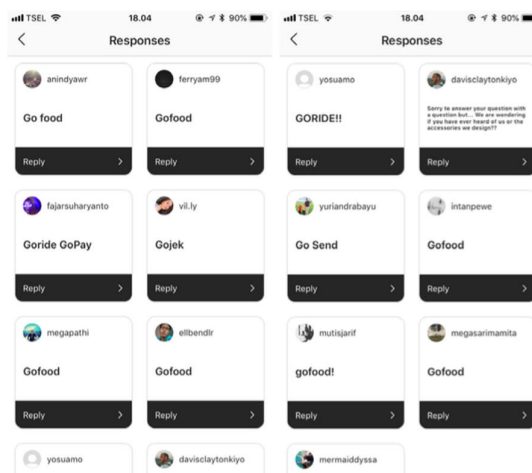 TSEL 18.04 90%
Responses
anindyawr
Go food
Reply
ferryam99
Gofood
Reply
fajarsuharyanto
Goride GoPay
Reply
vil.ly
Gojek
Reply
megapathi
Gofood
Reply
ellbendlr
Gofood
Reply
yosuamo
davisclaytonkiyo
TSEL 18.04 90%
Responses
yosuamo
GORIDE!!
Reply
davisclaytonkiyo
Sorry to answer your question with
a question but... We are wondering
if you have ever heard of us or the
accessories we design??
Reply
yuriandrabayu
Go Send
Reply
intanpewe
Gofood
Reply
mutisjarif
gofood!
Reply
megasarimamita
Gofood
Reply
mermaiddyssa